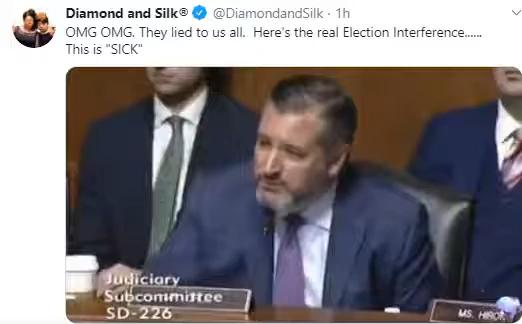 Diamond and Silk® @DiamondandSilk · 1h
OMG OMG. They lied to us all. Here's the real Election Interference......
This is "SICK"
Judiciary
Subcommittee
SD-226
MS. HIRO